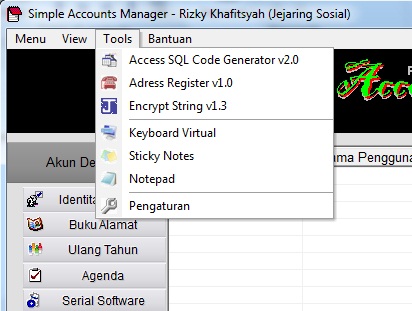 Simple Accounts Manager - Rizky Khafitsyah (Jejaring Sosial)
Menu View Tools Bantuan
Access SQL Code Generator v2.0
Adress Register v1.0
Encrypt String v1.3
Keyboard Virtual
Sticky Notes
Notepad
Pengaturan
Acc
Akun De
ma Pengguna
Identita
Buku Alamat
Ulang Tahun
Agenda
Serial Software